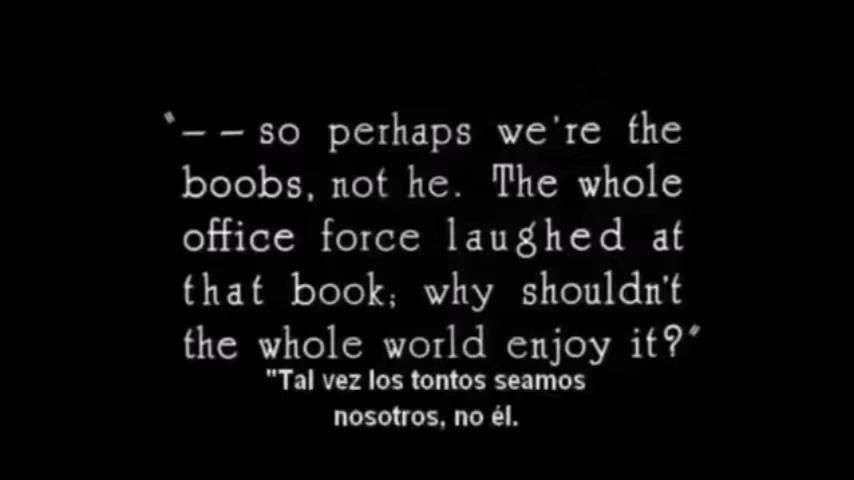 "–– so perhaps we're the
boobs, not he. The whole
office force laughed at
that book; why shouldn't
the whole world enjoy it?"
"Tal vez los tontos seamos
nosotros, no él.